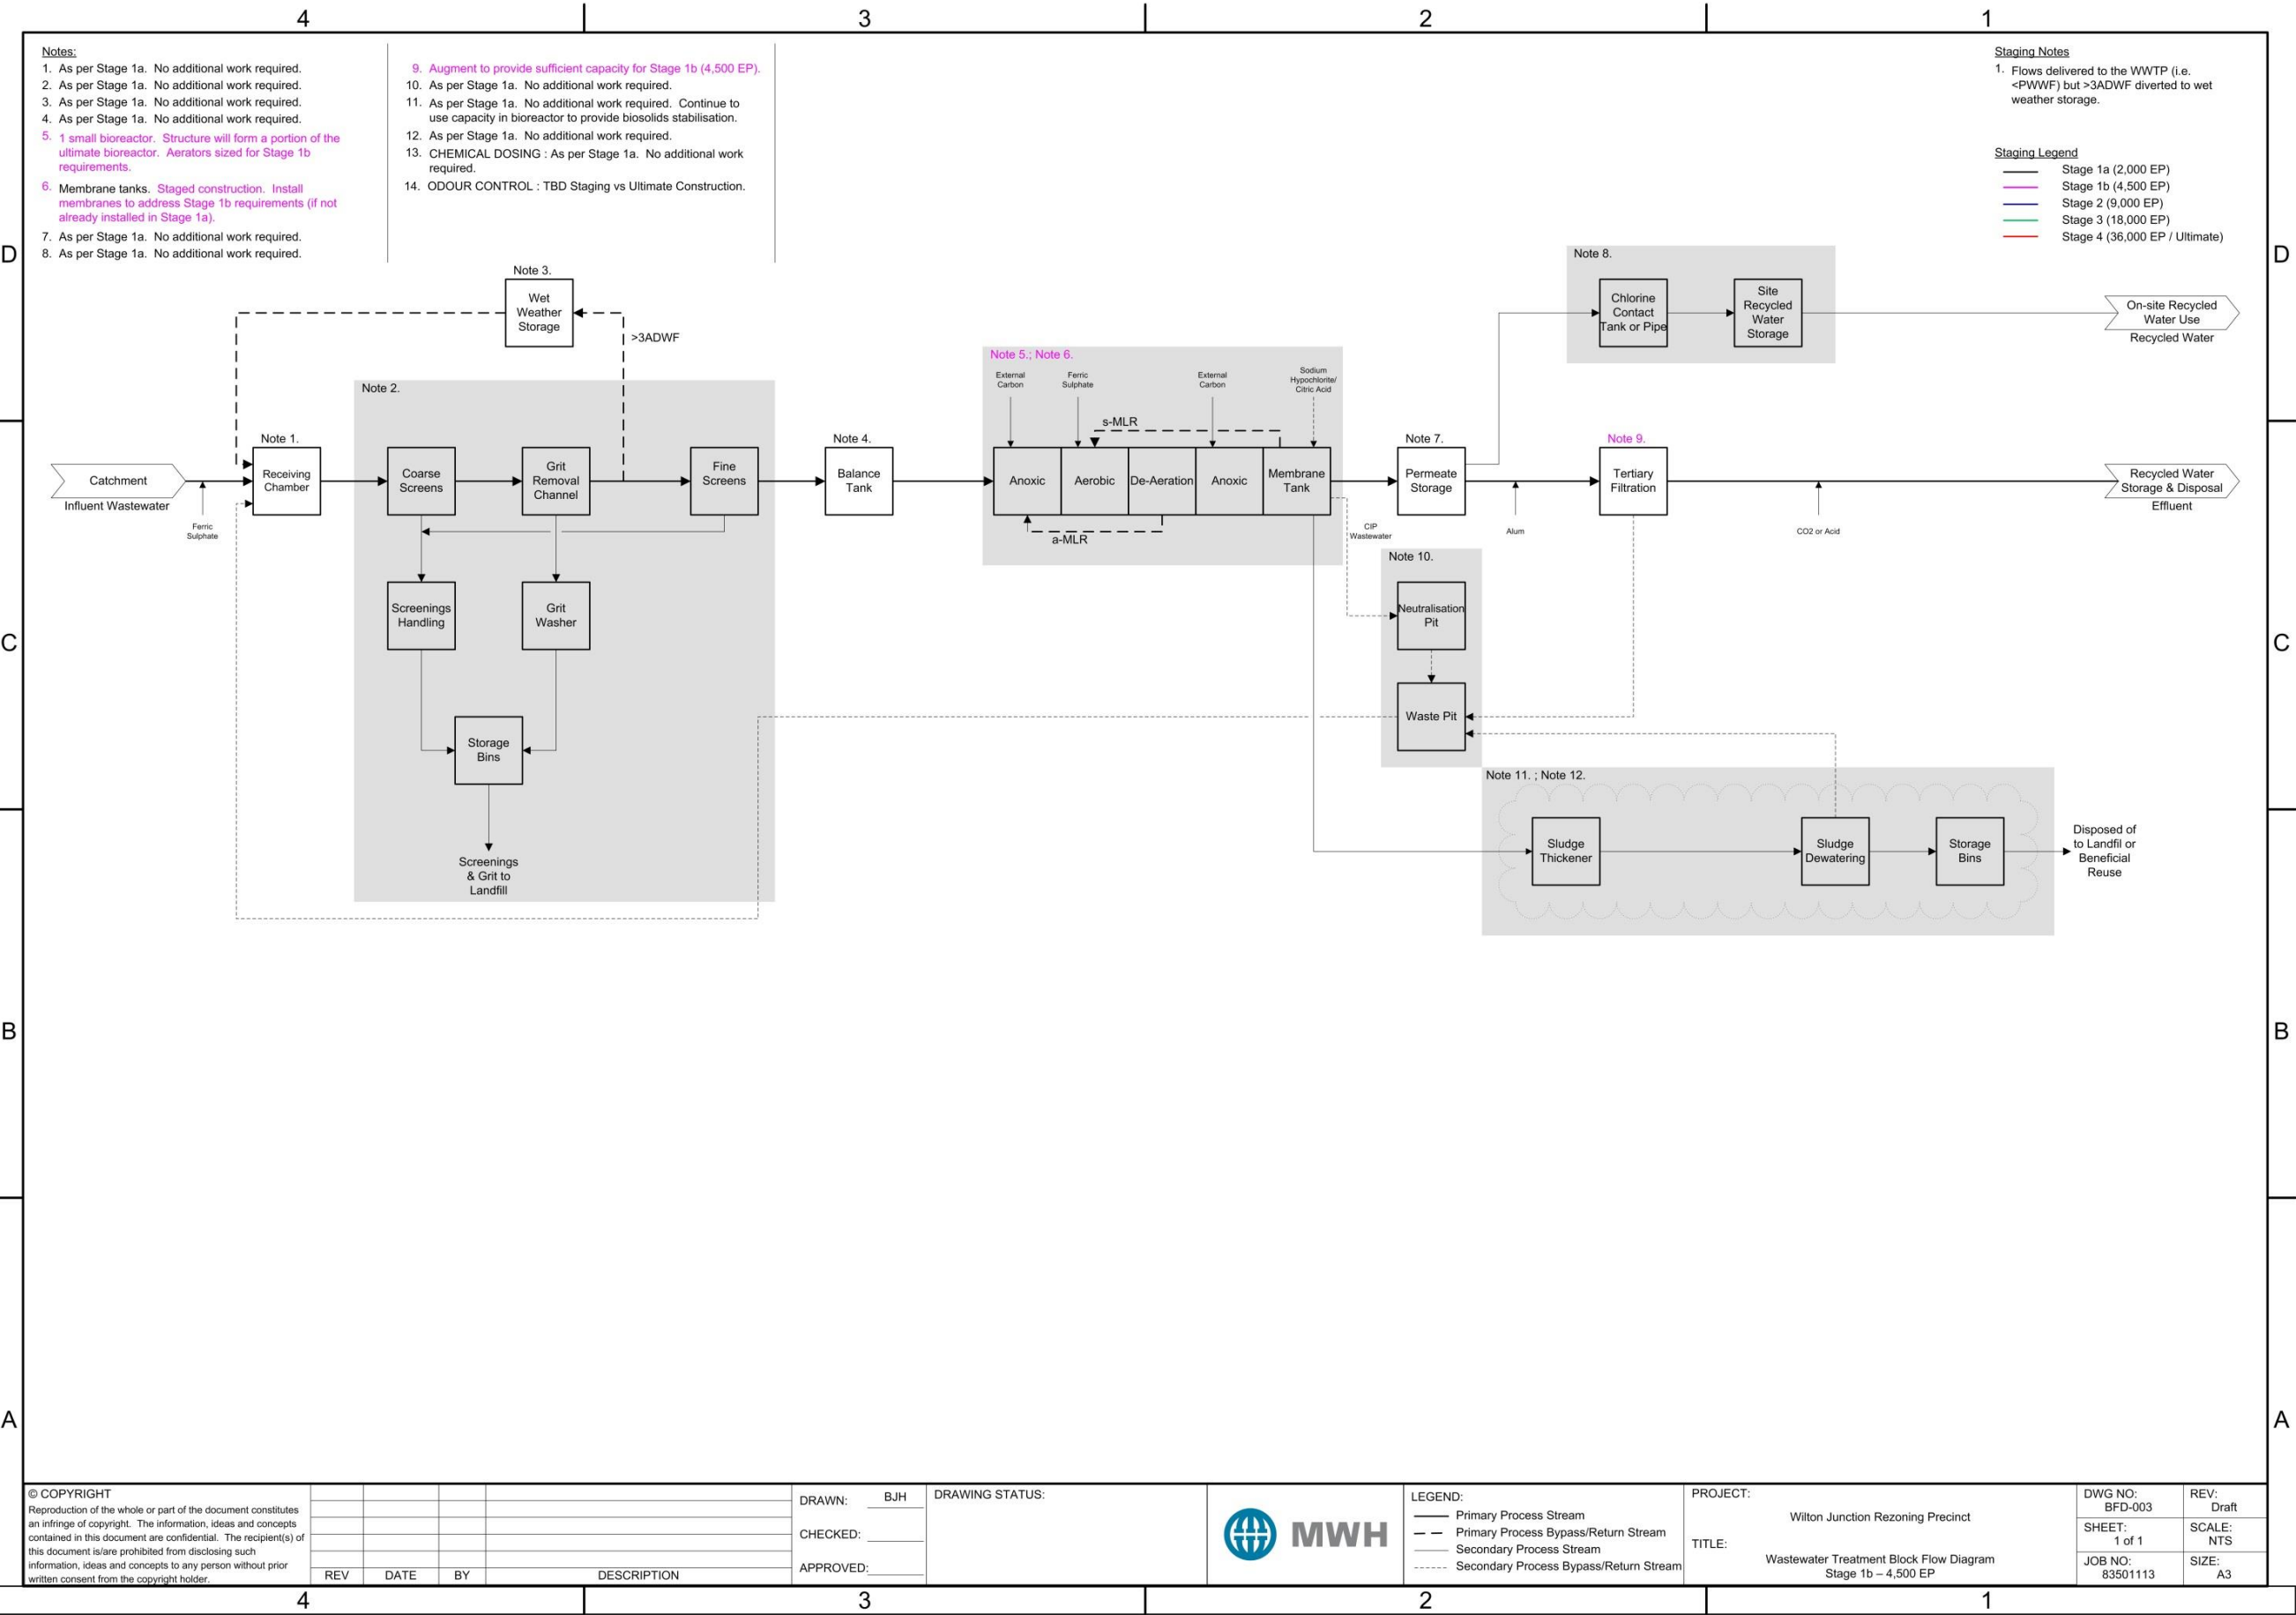 4
3
2
1
Notes:
1. As per Stage 1a. No additional work required.
2. As per Stage 1a. No additional work required.
3. As per Stage 1a. No additional work required.
4. As per Stage 1a. No additional work required.
5. 1 small bioreactor. Structure will form a portion of the
ultimate bioreactor. Aerators sized for Stage 1b
requirements.
6. Membrane tanks. Staged construction. Install
membranes to address Stage 1b requirements (if not
already installed in Stage 1a).
7. As per Stage 1a. No additional work required.
8. As per Stage 1a. No additional work required.
9. Augment to provide sufficient capacity for Stage 1b (4,500 EP).
10. As per Stage 1a. No additional work required.
11. As per Stage 1a. No additional work required. Continue to
use capacity in bioreactor to provide biosolids stabilisation.
12. As per Stage 1a. No additional work required.
13. CHEMICAL DOSING : As per Stage 1a. No additional work
required.
14. ODOUR CONTROL : TBD Staging vs Ultimate Construction.
Staging Notes
1. Flows delivered to the WWTP (i.e.
<PWWF) but >3ADWF diverted to wet
weather storage.
Staging Legend
Stage 1a (2,000 EP)
Stage 1b (4,500 EP)
Stage 2 (9,000 EP)
Stage 3 (18,000 EP)
Stage 4 (36,000 EP / Ultimate)
D
D
Note 3.
Wet
Weather
Storage
>3ADWF
Note 8.
Chlorine
Contact
Tank or Pipe
Site
Recycled
Water
Storage
On-site Recycled
Water Use
Recycled Water
Note 2.
Note 5.; Note 6.
External
Carbon
Ferric
Sulphate
External
Carbon
Sodium
Hypochlorite/
Citric Acid
s-MLR
Catchment
Influent Wastewater
Ferric
Sulphate
Note 1.
Receiving
Chamber
Coarse
Screens
Grit
Removal
Channel
Fine
Screens
Note 4.
Balance
Tank
Anoxic
Aerobic
De-Aeration
Anoxic
Membrane
Tank
a-MLR
CIP
Wastewater
Note 7.
Permeate
Storage
Alum
Note 9.
Tertiary
Filtration
CO2 or Acid
Recycled Water
Storage & Disposal
Effluent
C
C
Screenings
Handling
Grit
Washer
Note 10.
Neutralisation
Pit
Waste Pit
Storage
Bins
Screenings
& Grit to
Landfill
Note 11. ; Note 12.
Sludge
Thickener
Sludge
Dewatering
Storage
Bins
Disposed of
to Landfil or
Beneficial
Reuse
B
B
A
A
© COPYRIGHT
Reproduction of the whole or part of the document constitutes
an infringe of copyright. The information, ideas and concepts
contained in this document are confidential. The recipient(s) of
this document is/are prohibited from disclosing such
information, ideas and concepts to any person without prior
written consent from the copyright holder.
REV
DATE
BY
DESCRIPTION
DRAWN: BJH
CHECKED:
APPROVED:
DRAWING STATUS:
MWH
LEGEND:
Primary Process Stream
Primary Process Bypass/Return Stream
Secondary Process Stream
Secondary Process Bypass/Return Stream
PROJECT:
Wilton Junction Rezoning Precinct
TITLE:
Wastewater Treatment Block Flow Diagram
Stage 1b – 4,500 EP
DWG NO:
BFD-003
REV:
Draft
SHEET:
1 of 1
SCALE:
NTS
JOB NO:
83501113
SIZE:
A3
4
3
2
1